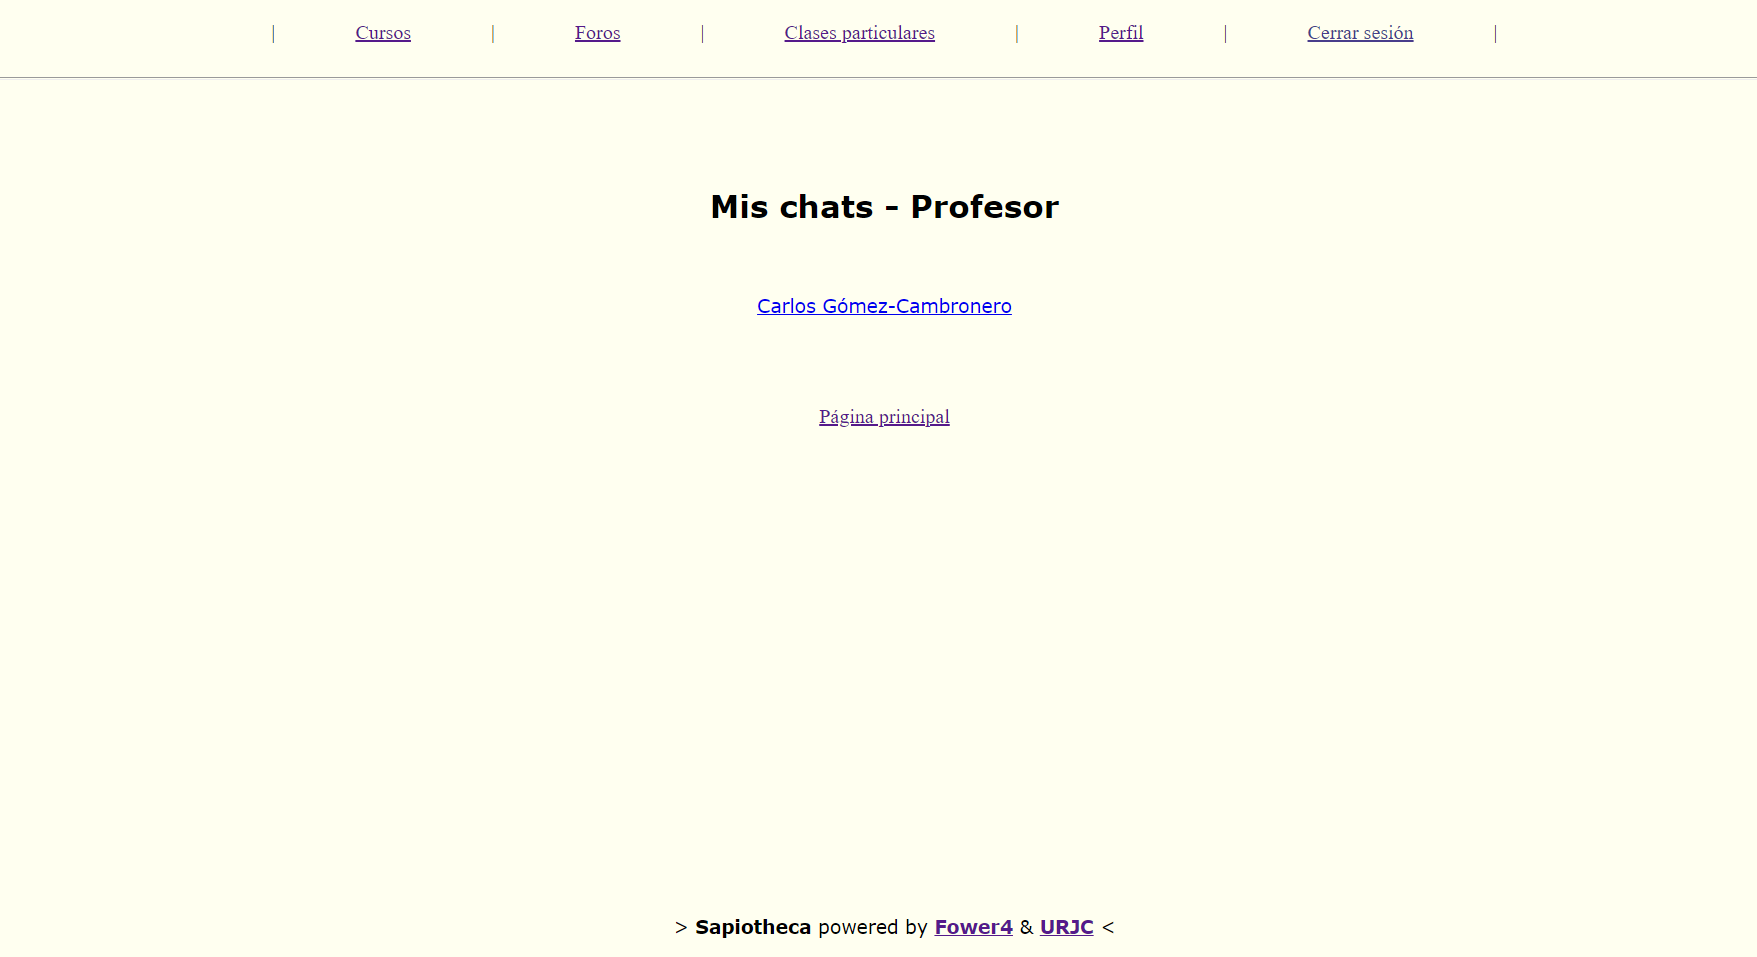 | Cursos | Foros | Clases particulares | Perfil | Cerrar sesión |
Mis chats - Profesor
Carlos Gómez-Cambronero
Página principal
> Sapiotheca powered by Fower4 & URJC <